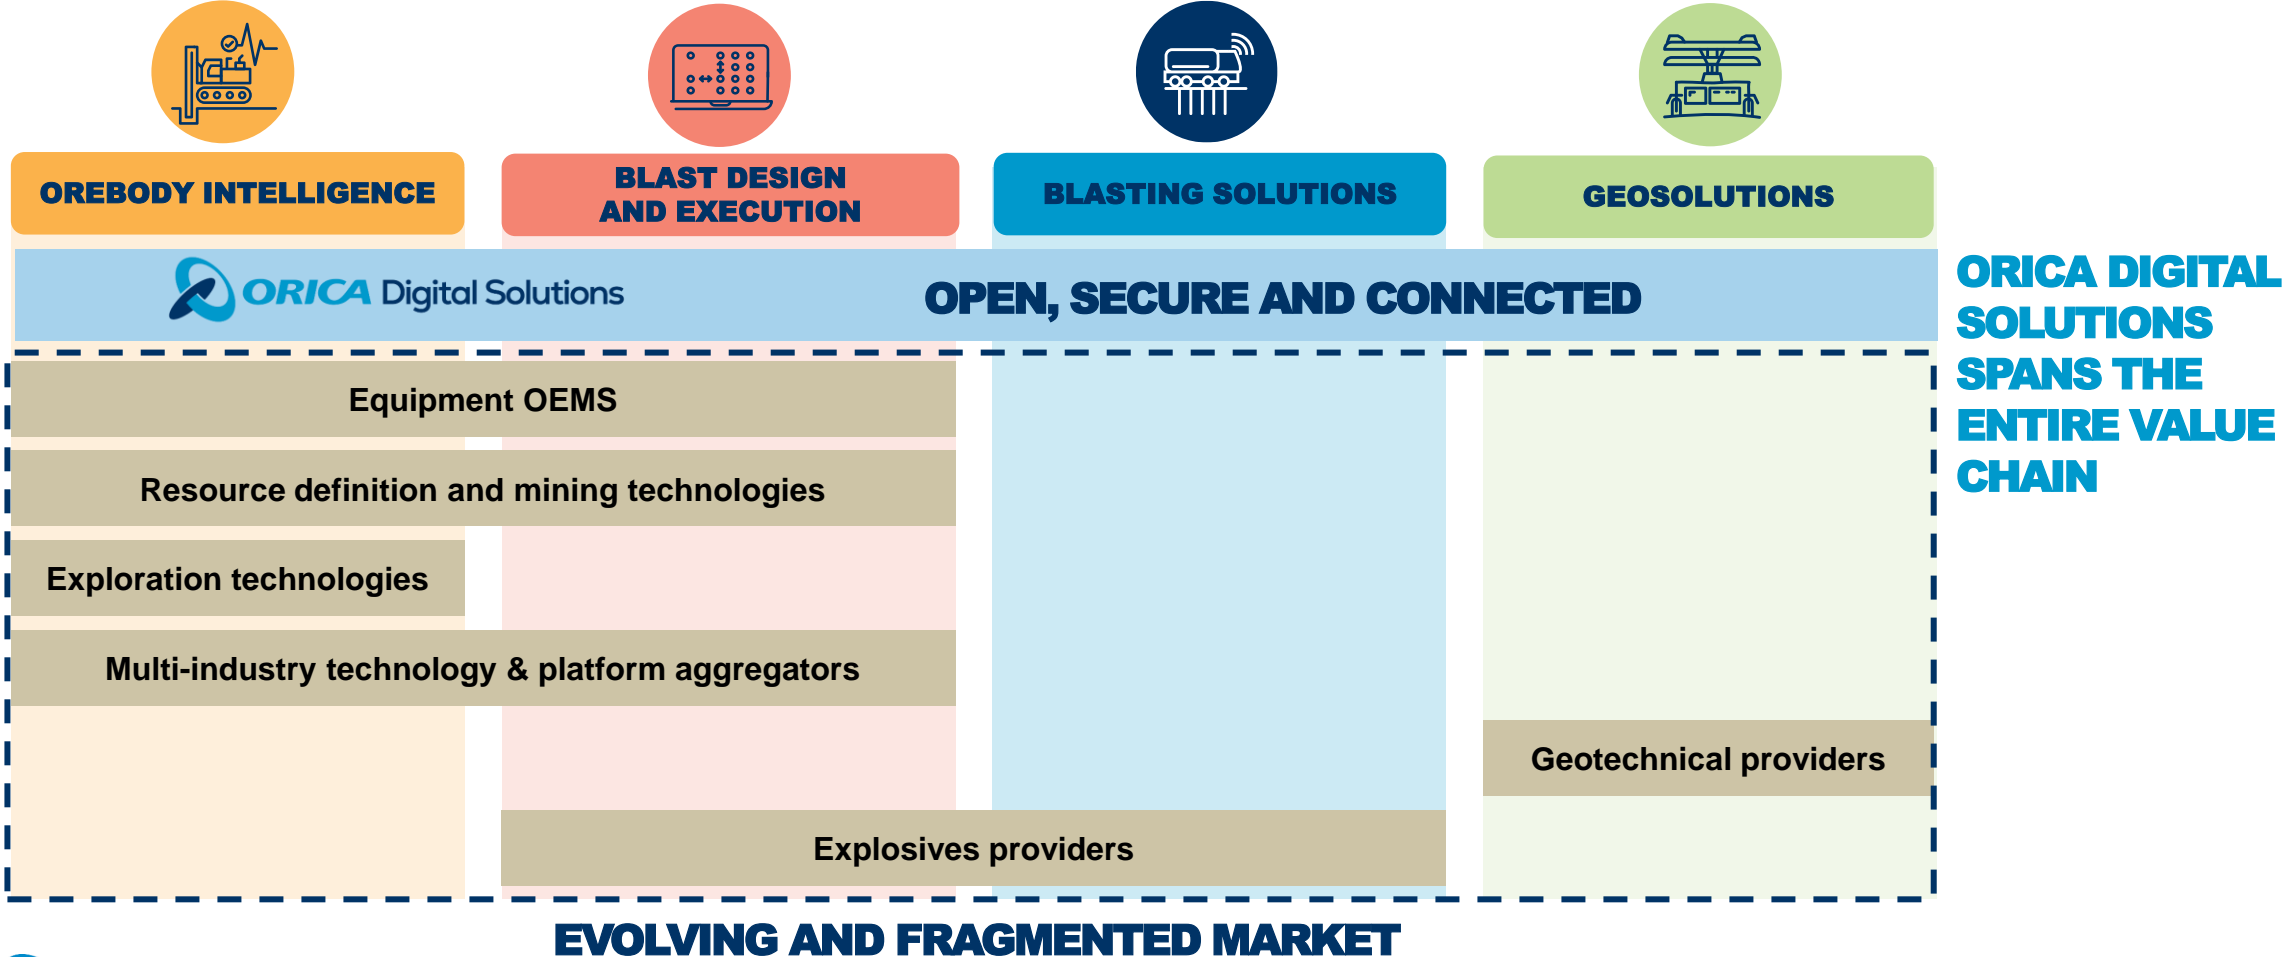 OREBODY INTELLIGENCE
BLAST DESIGN
AND EXECUTION
BLASTING SOLUTIONS
GEOSOLUTIONS
ORICA Digital Solutions
OPEN, SECURE AND CONNECTED
ORICA DIGITAL
SOLUTIONS
SPANS THE
ENTIRE VALUE
CHAIN
Equipment OEMS
Resource definition and mining technologies
Exploration technologies
Multi-industry technology & platform aggregators
Geotechnical providers
Explosives providers
EVOLVING AND FRAGMENTED MARKET